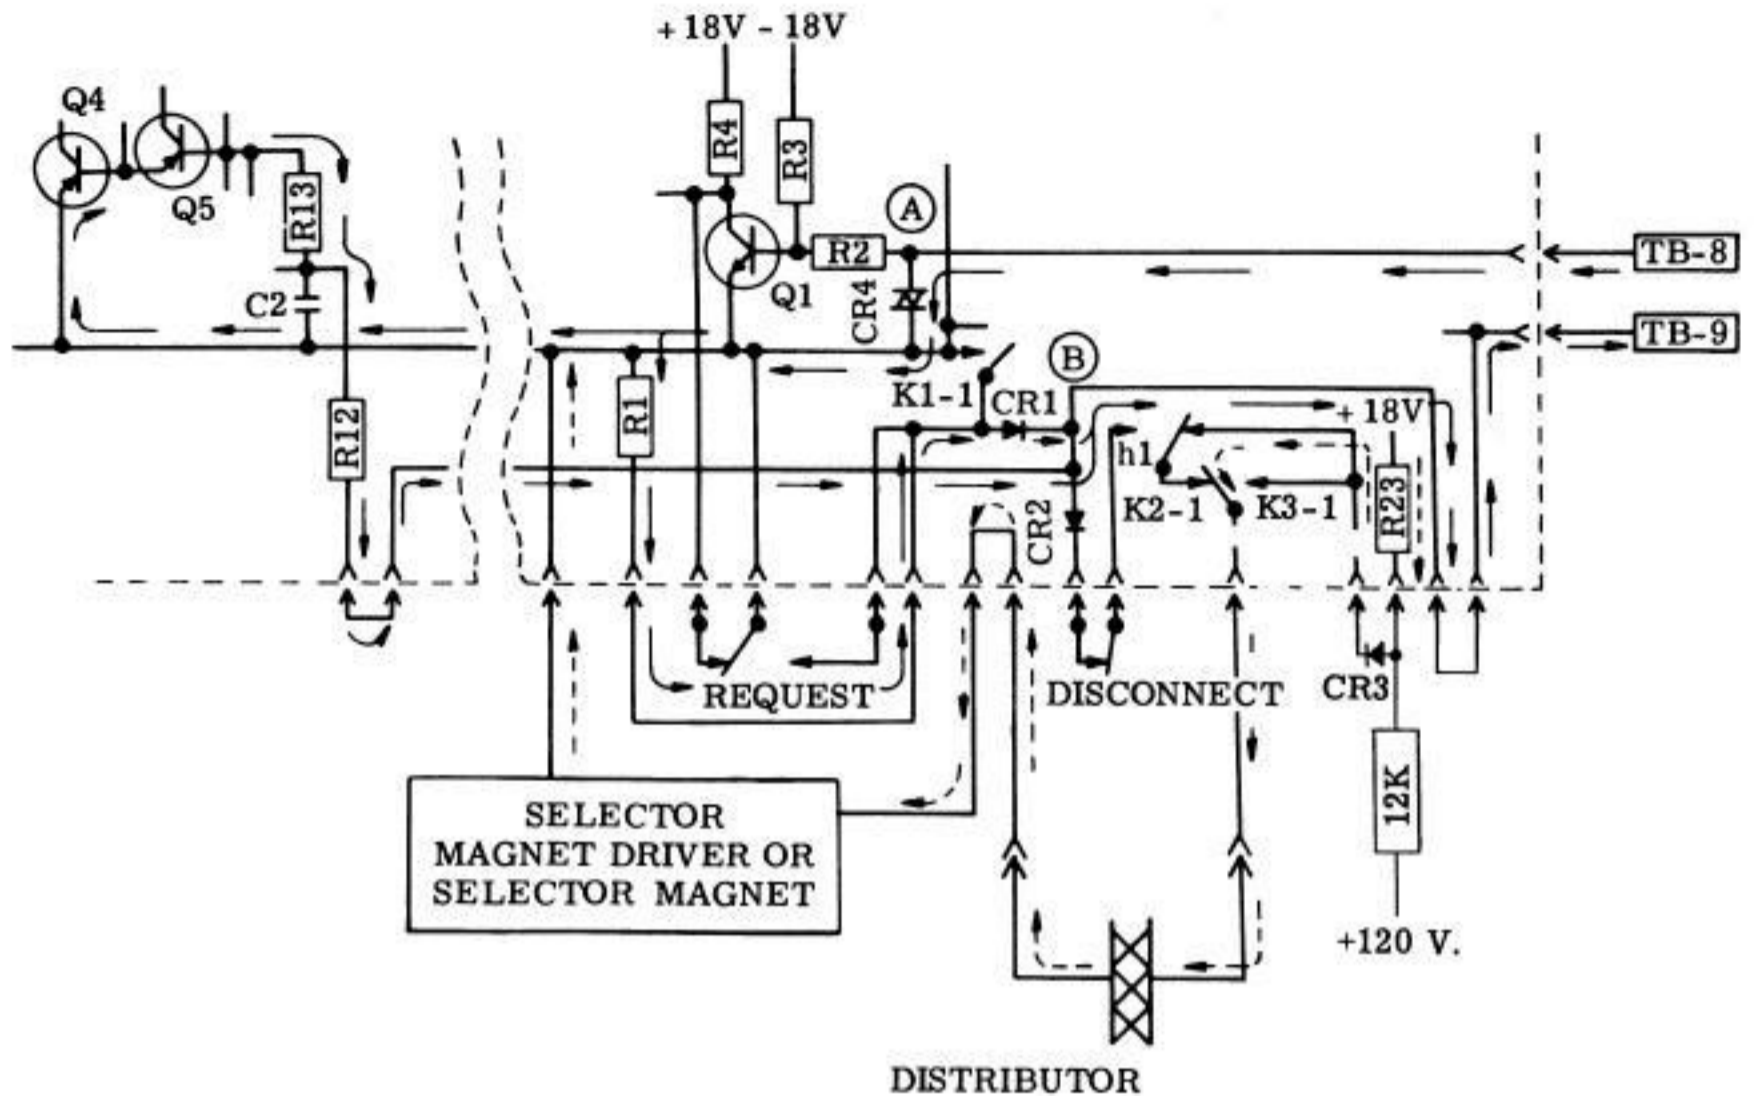 +18V - 18V
Q4
Q5
R13
C2
R12
R4
R3
A
R2
Q1
CR4
TB-8
TB-9
B
K1-1
CR1
R1
+ 18V
h1
K2-1
K3-1
R23
CR2
REQUEST
DISCONNECT
CR3
12K
SELECTOR
MAGNET DRIVER OR
SELECTOR MAGNET
+120 V.
DISTRIBUTOR